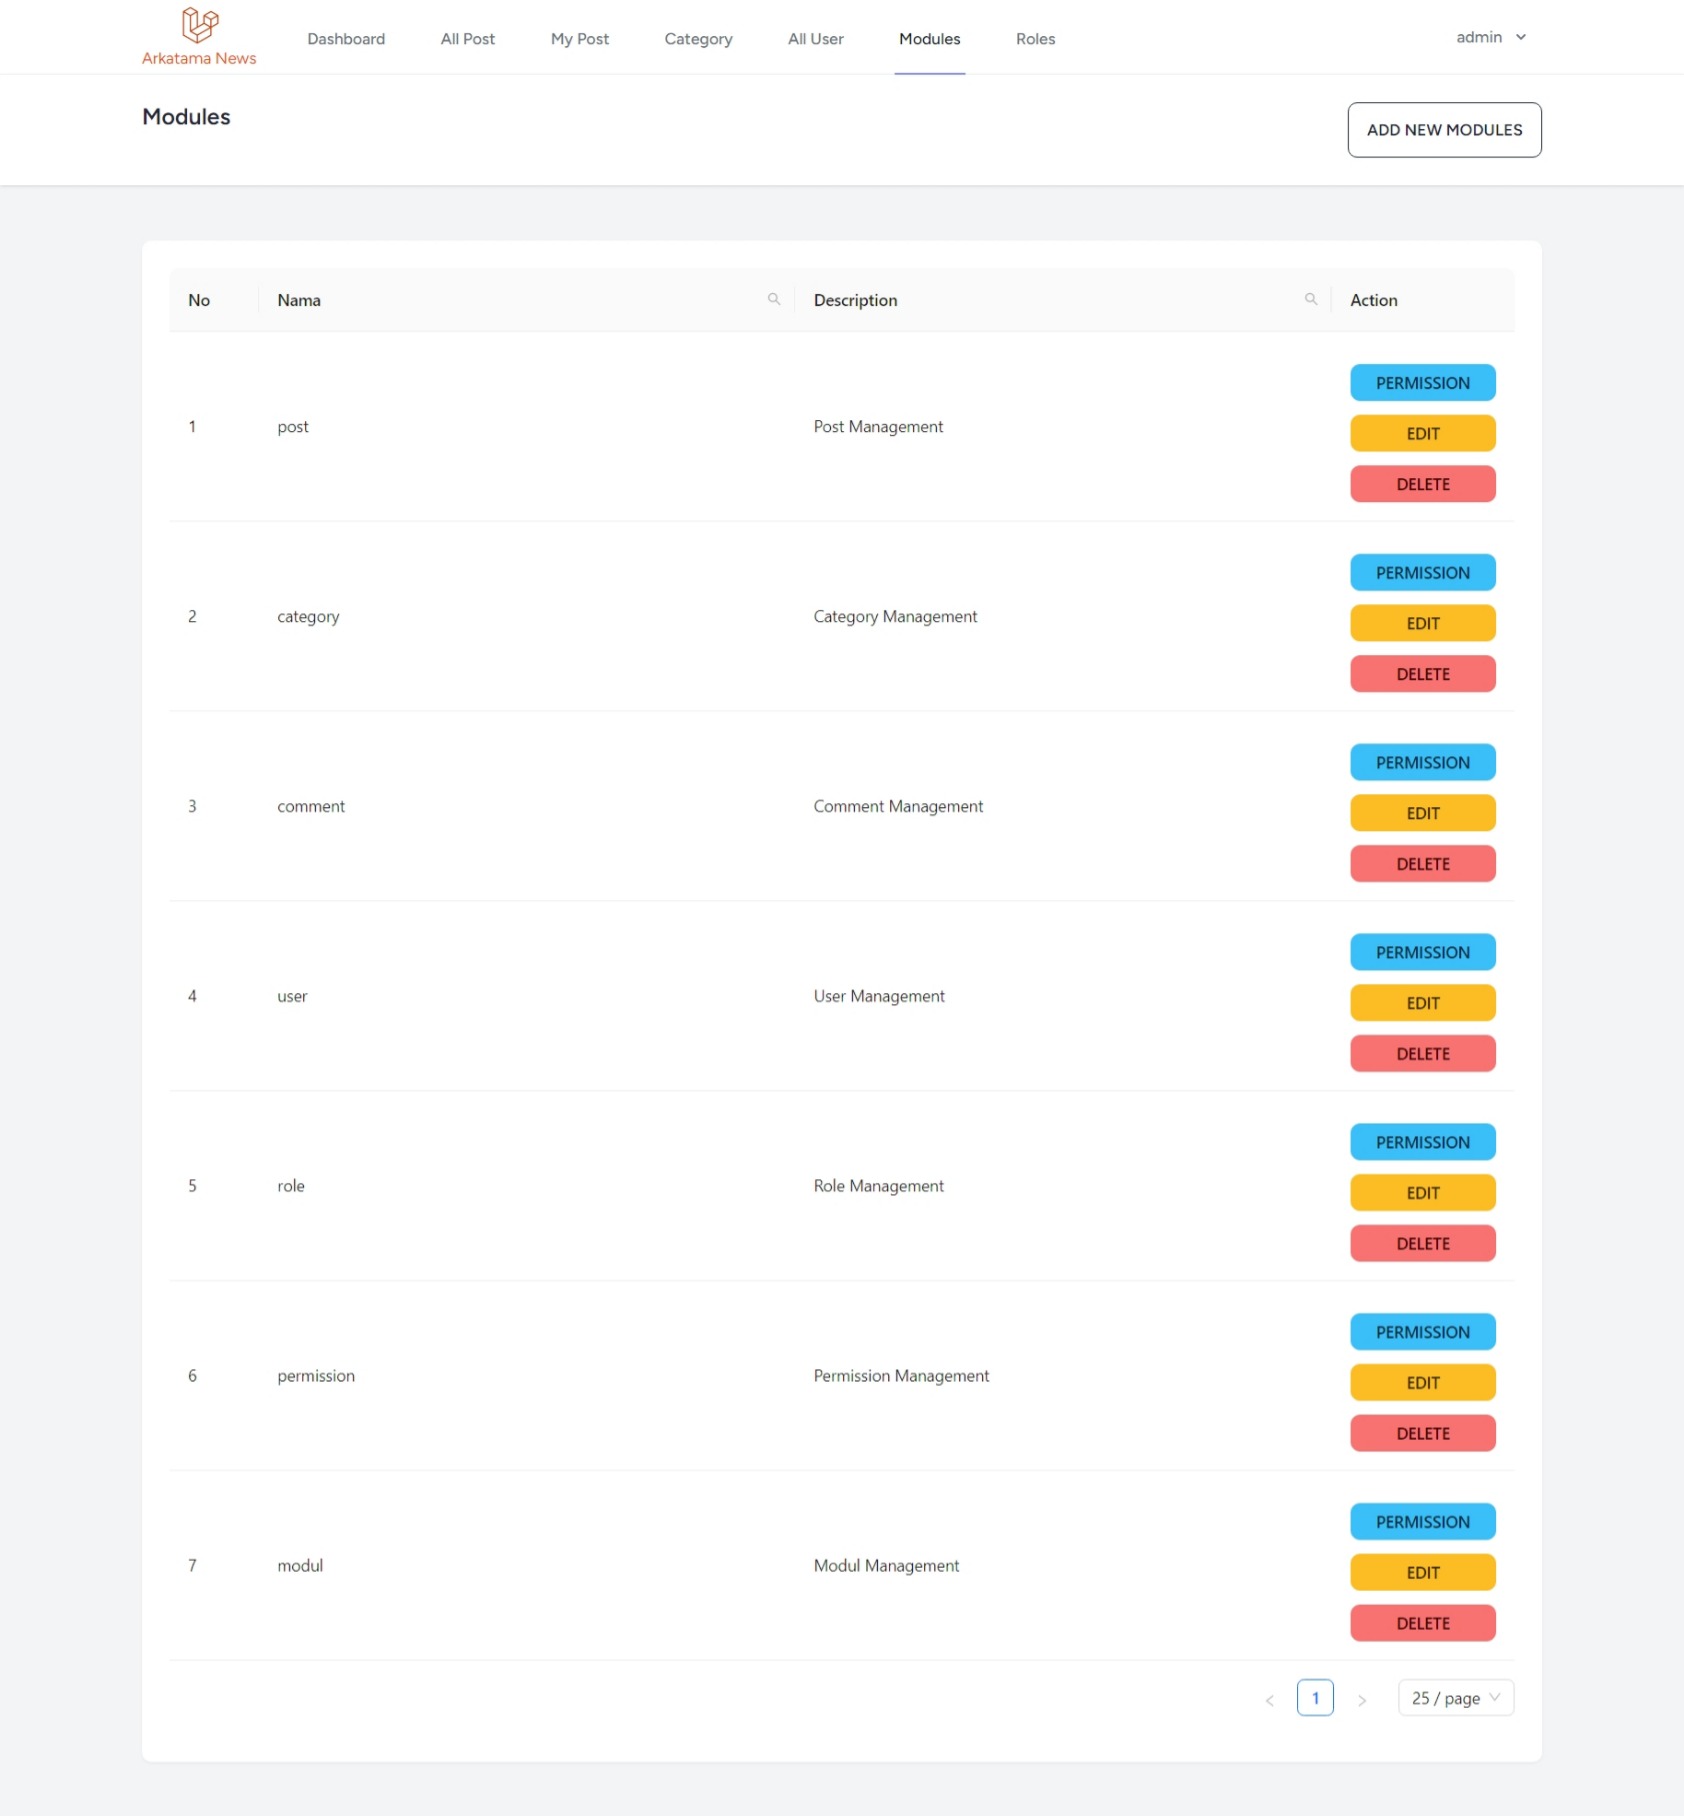 Arkatama News
Dashboard All Post My Post Category All User Modules Roles admin
Modules
ADD NEW MODULES
No Nama Description Action
1 post Post Management PERMISSION
EDIT
DELETE
2 category Category Management PERMISSION
EDIT
DELETE
3 comment Comment Management PERMISSION
EDIT
DELETE
4 user User Management PERMISSION
EDIT
DELETE
5 role Role Management PERMISSION
EDIT
DELETE
6 permission Permission Management PERMISSION
EDIT
DELETE
7 modul Modul Management PERMISSION
EDIT
DELETE
< 1 > 25 / page